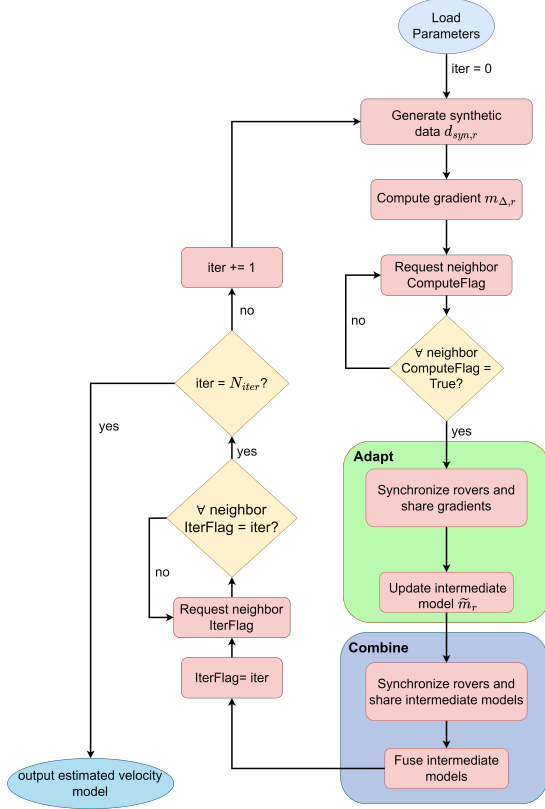 Load
Parameters
iter = 0
Generate synthetic
data d_{syn,r}
Compute gradient m_{Δ,r}
Request neighbor
ComputeFlag
no
∀ neighbor
ComputeFlag =
True?
yes
Adapt
Synchronize rovers and
share gradients
Update intermediate
model m̃_r
Combine
Synchronize rovers and
share intermediate models
Fuse intermediate
models
IterFlag= iter
Request neighbor
IterFlag
no
∀ neighbor
IterFlag = iter?
yes
iter = N_{iter}?
no
iter += 1
yes
output estimated velocity
model